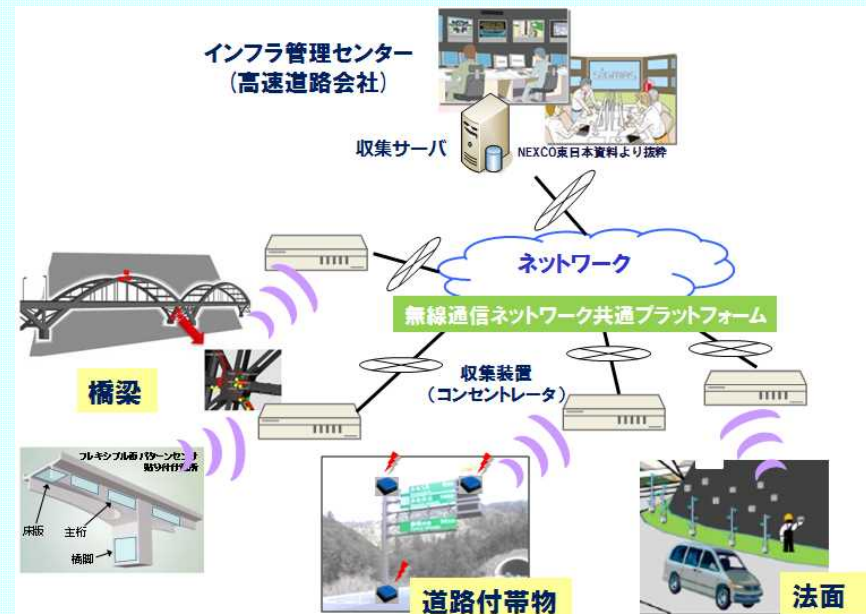 インフラ管理センター
(高速道路会社)
収集サーバ
NEXCO東日本資料より抜粋
ネットワーク
無線通信ネットワーク共通プラットフォーム
収集装置
(コンセントレータ)
橋梁
フレキシブル面パターンセンサ
貼り付け箇所
床版
主桁
橋脚
道路付帯物
法面